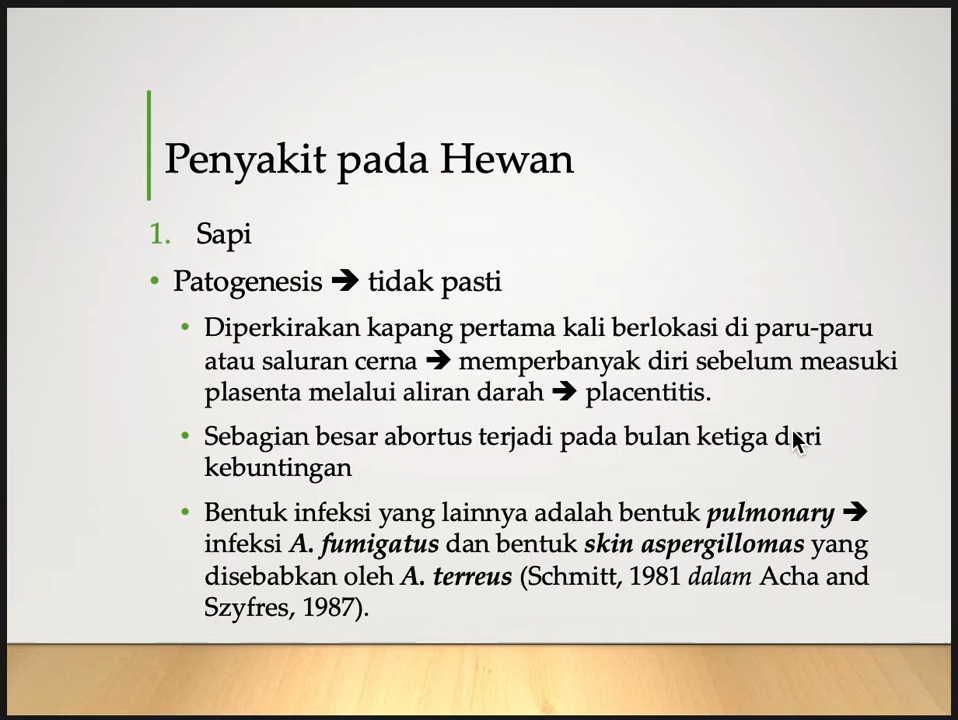 Penyakit pada Hewan
1. Sapi
• Patogenesis ➔ tidak pasti
• Diperkirakan kapang pertama kali berlokasi di paru-paru
atau saluran cerna ➔ memperbanyak diri sebelum measuki
plasenta melalui aliran darah ➔ placentitis.
• Sebagian besar abortus terjadi pada bulan ketiga dari
kebuntingan
• Bentuk infeksi yang lainnya adalah bentuk pulmonary ➔
infeksi A. fumigatus dan bentuk skin aspergillomas yang
disebabkan oleh A. terreus (Schmitt, 1981 dalam Acha and
Szyfres, 1987).